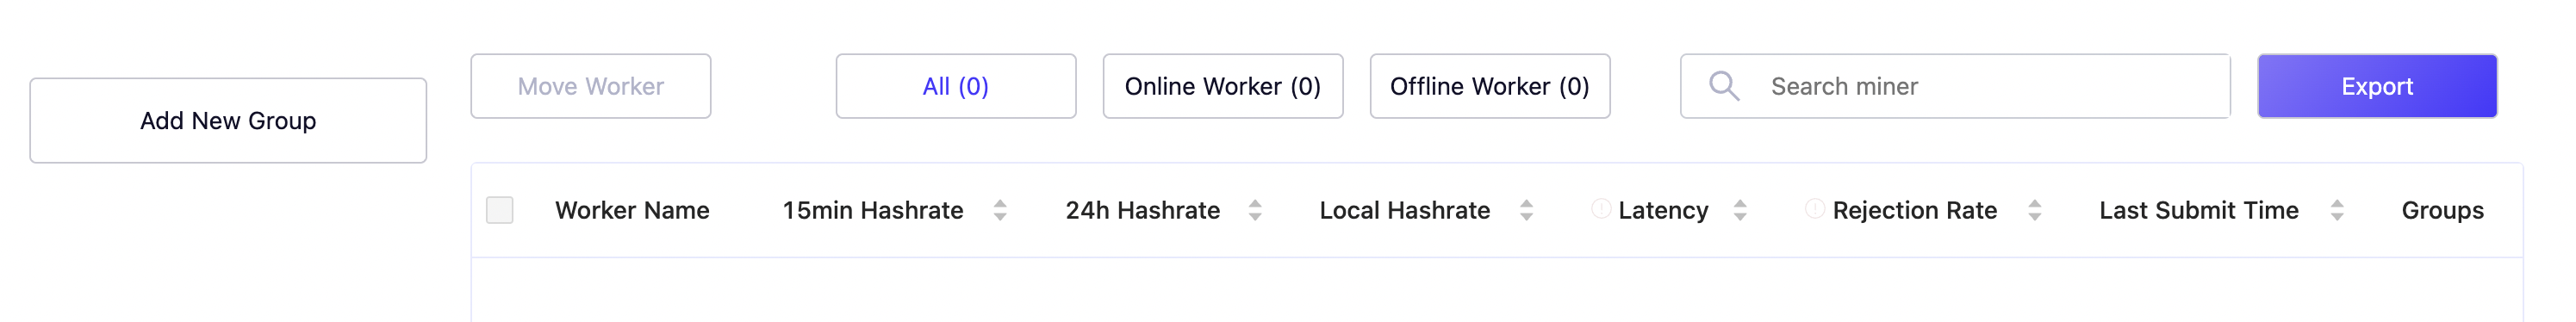 Add New Group
Move Worker
All (0)
Online Worker (0)
Offline Worker (0)
Search miner
Export
Worker Name
15min Hashrate
24h Hashrate
Local Hashrate
Latency
Rejection Rate
Last Submit Time
Groups